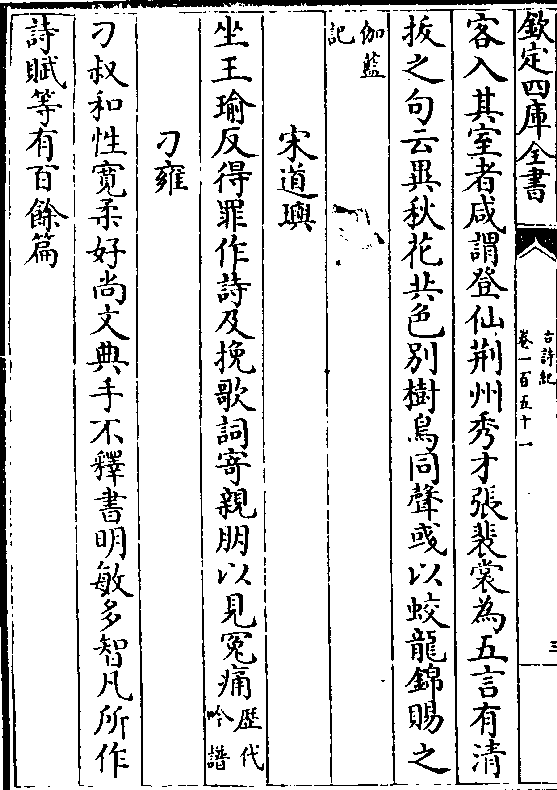 欽定四庫全書
古詩紀
卷一百五十一
三
客入其室者咸謂登仙荆州秀才張裴裳為五言有清
㧞之句云異秋花共色別樹鳥同聲或以蛟龍錦賜之
伽藍
記
宋道璵
坐王瑜反得罪作詩及挽歌詞寄親朋以見冤痛歴代
吟譜
刁雍
刁叔和性寛柔好尚文典手不釋書明敏多智凡所作
詩賦等有百餘篇